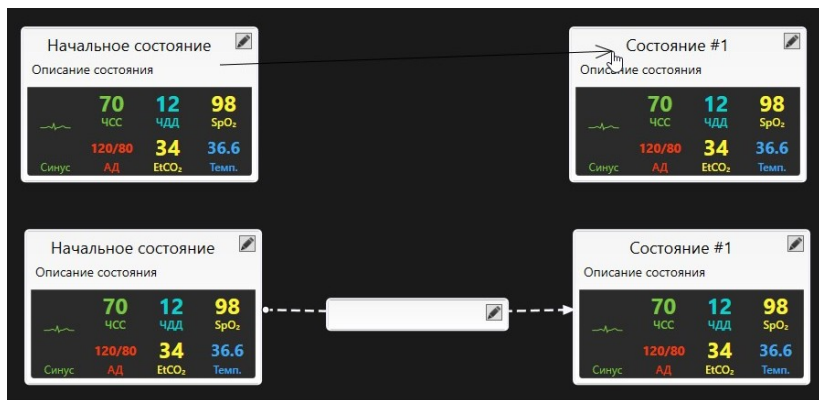 Начальное состояние
Описание состояния
70 12 98
ЧСС ЧДД SpO₂
120/80 34 36.6
Синус АД EtCO₂ Темп.
Состояние #1
Описание состояния
70 12 98
ЧСС ЧДД SpO₂
120/80 34 36.6
Синус АД EtCO₂ Темп.
Начальное состояние
Описание состояния
70 12 98
ЧСС ЧДД SpO₂
120/80 34 36.6
Синус АД EtCO₂ Темп.
Состояние #1
Описание состояния
70 12 98
ЧСС ЧДД SpO₂
120/80 34 36.6
Синус АД EtCO₂ Темп.